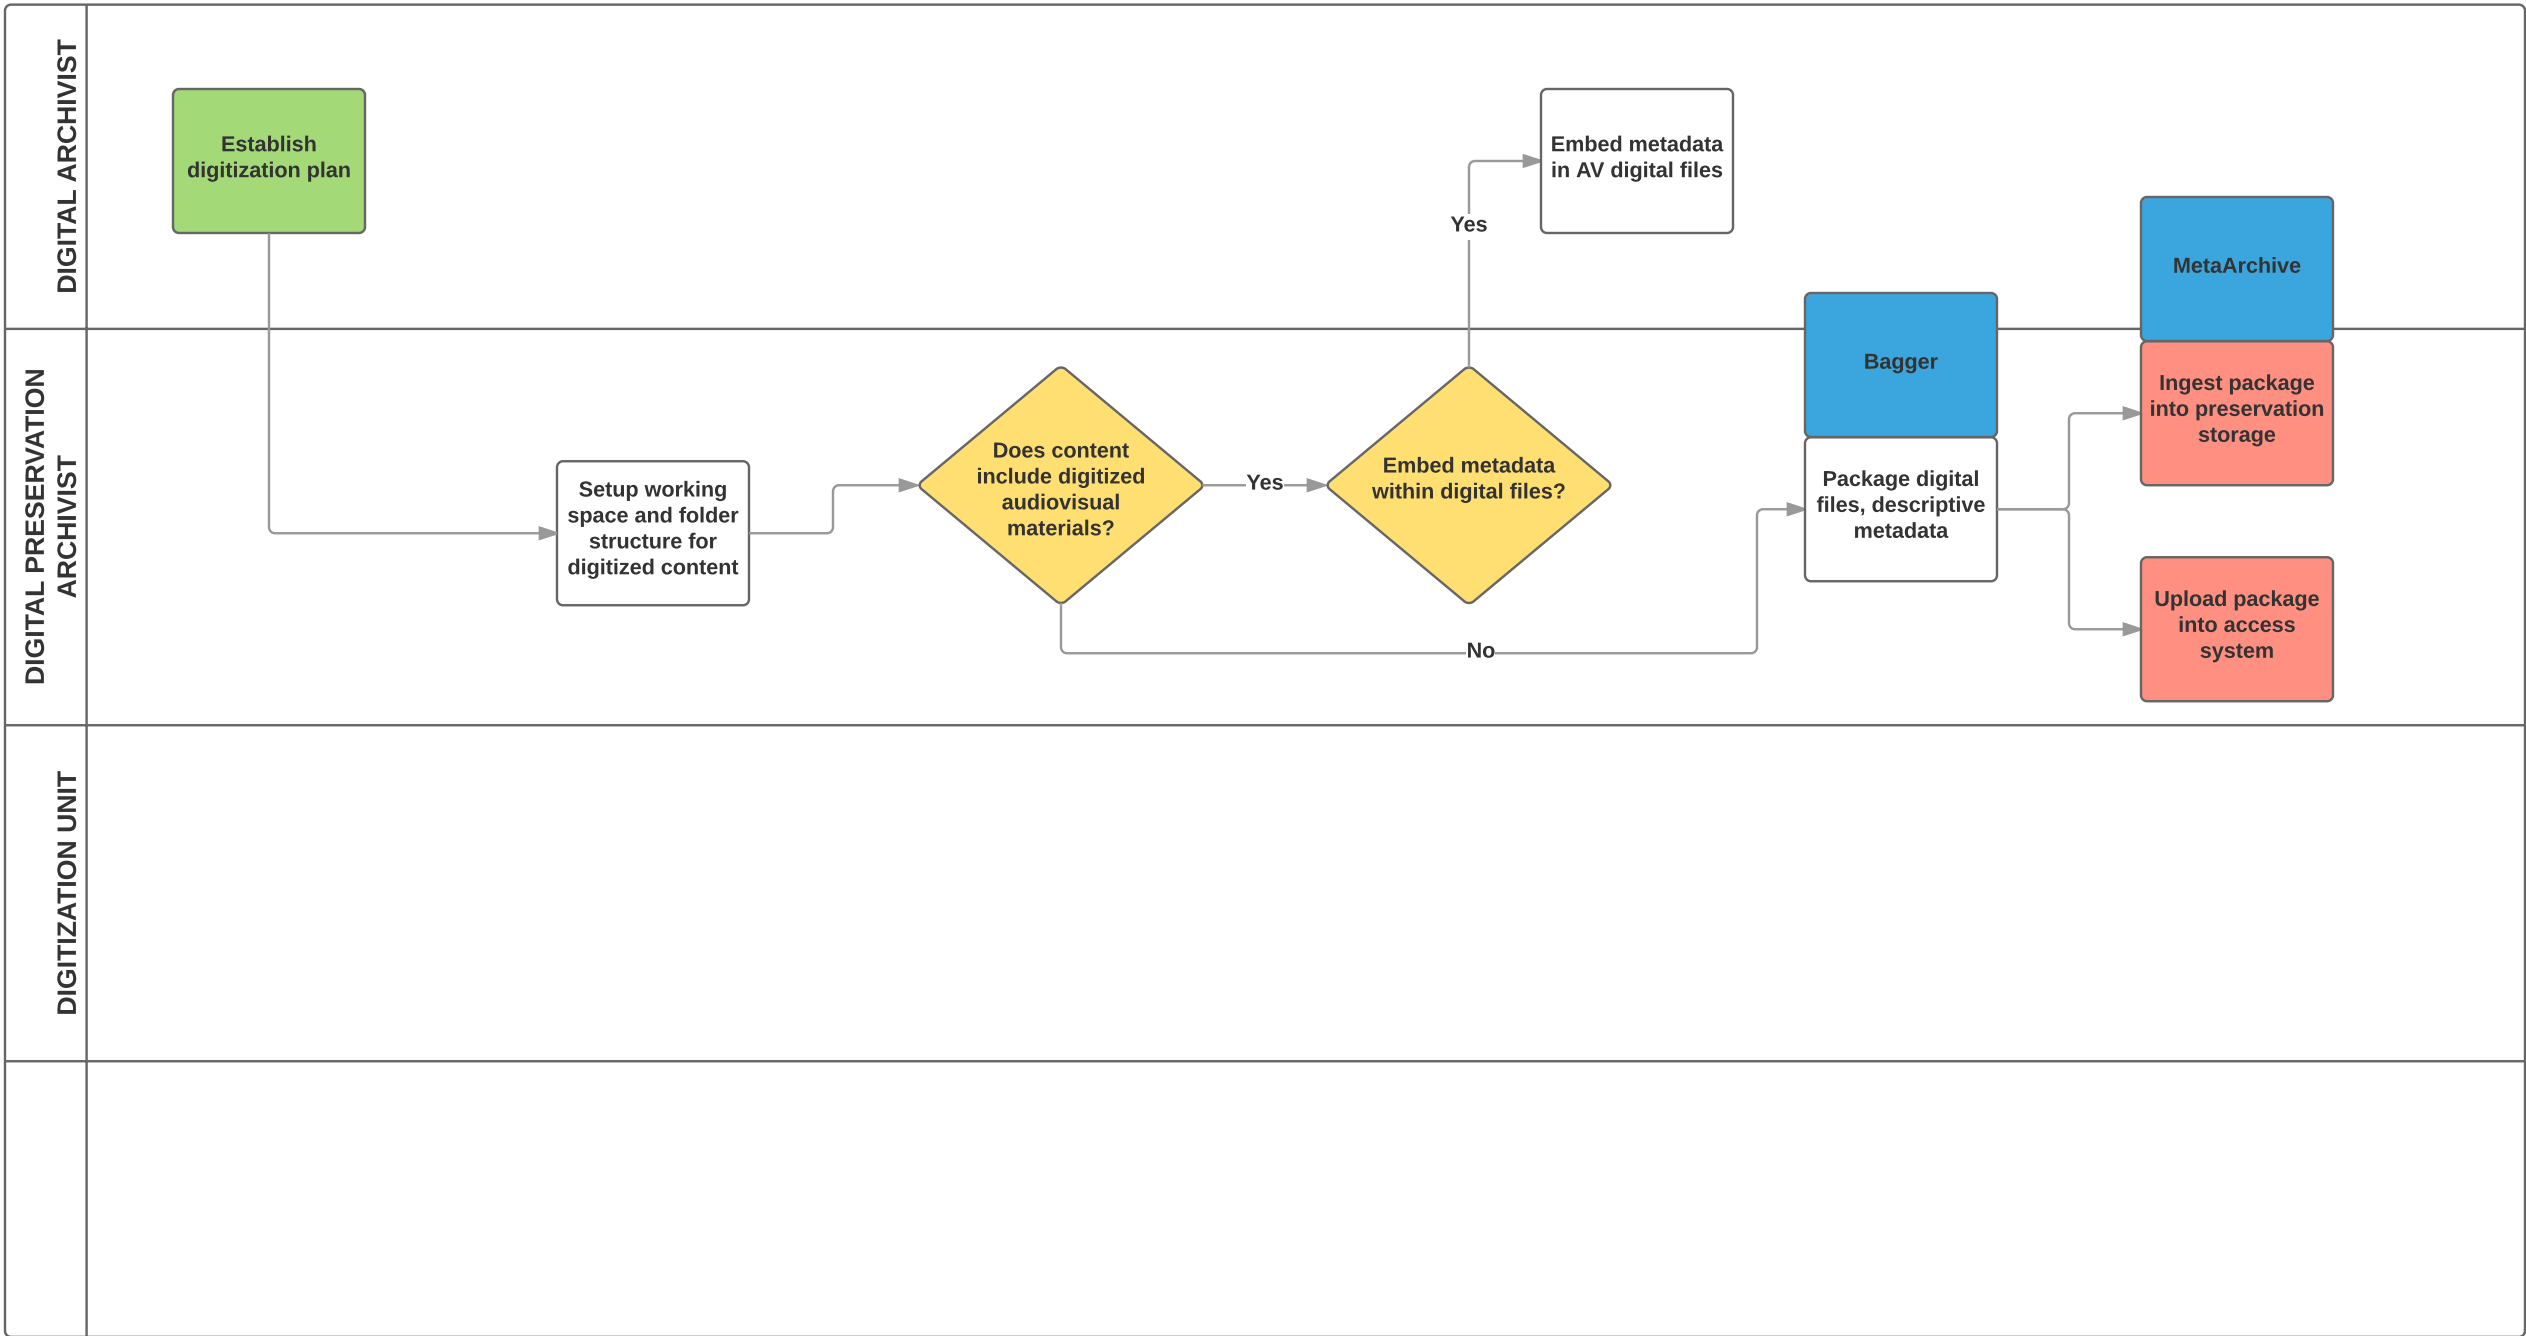 DIGITAL ARCHIVIST
Establish
digitization plan
Embed metadata
in AV digital files
Yes
MetaArchive
DIGITAL PRESERVATION
ARCHIVIST
Setup working
space and folder
structure for
digitized content
Does content
include digitized
audiovisual
materials?
Yes
Embed metadata
within digital files?
No
Bagger
Package digital
files, descriptive
metadata
Ingest package
into preservation
storage
Upload package
into access
system
DIGITIZATION UNIT